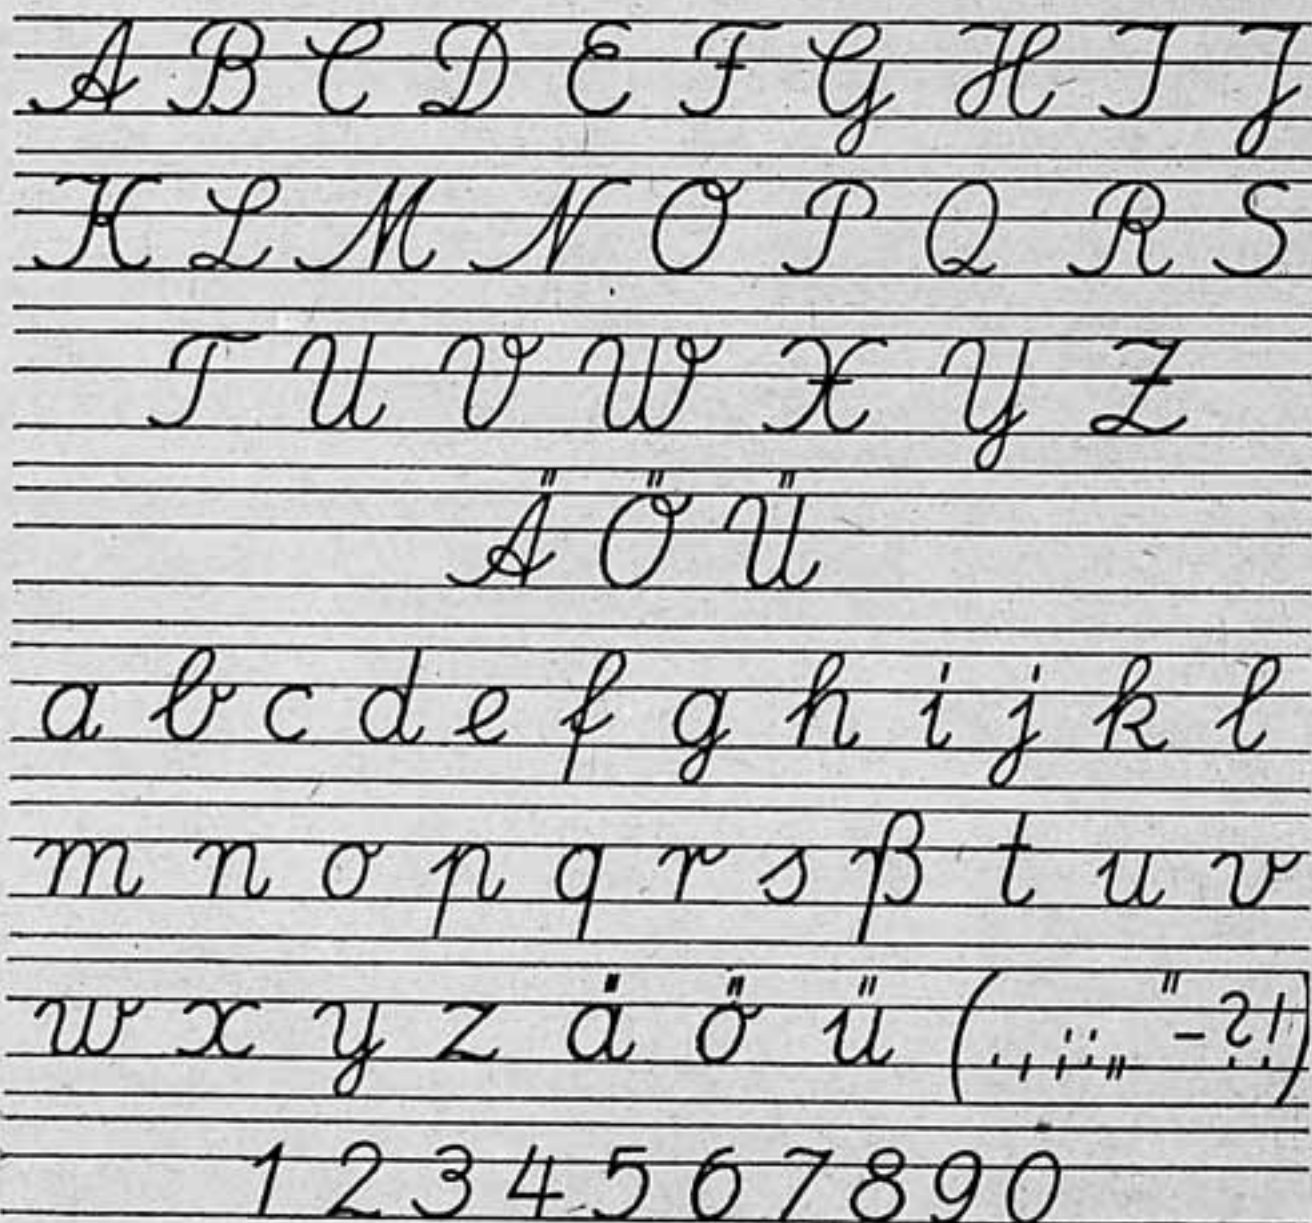 A B C D E F G H I J
K L M N O P Q R S
T U V W X Y Z
Ä Ö Ü
a b c d e f g h i j k l
m n o p q r s ß t u v
w x y z ä ö ü ( . , ; : „ " - ? ! )
1 2 3 4 5 6 7 8 9 0